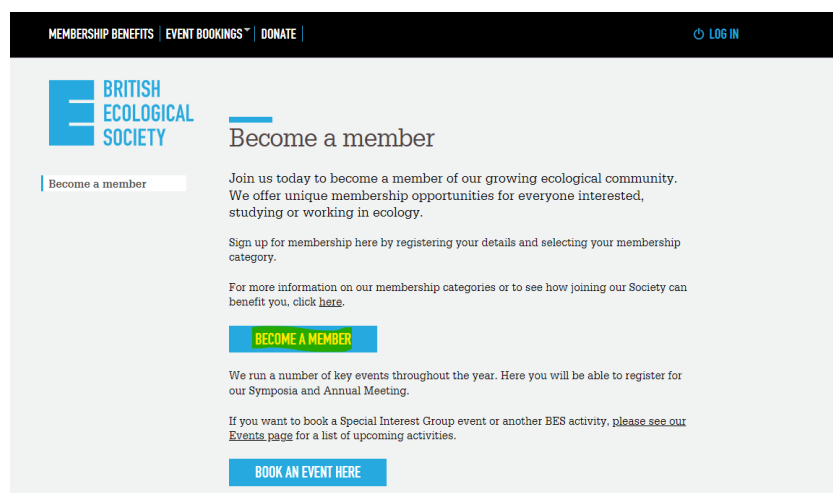 MEMBERSHIP BENEFITS | EVENT BOOKINGS | DONATE |
LOG IN
BRITISH
ECOLOGICAL
SOCIETY
Become a member
Become a member
Join us today to become a member of our growing ecological community.
We offer unique membership opportunities for everyone interested,
studying or working in ecology.
Sign up for membership here by registering your details and selecting your membership
category.
For more information on our membership categories or to see how joining our Society can
benefit you, click here.
BECOME A MEMBER
We run a number of key events throughout the year. Here you will be able to register for
our Symposia and Annual Meeting.
If you want to book a Special Interest Group event or another BES activity, please see our
Events page for a list of upcoming activities.
BOOK AN EVENT HERE